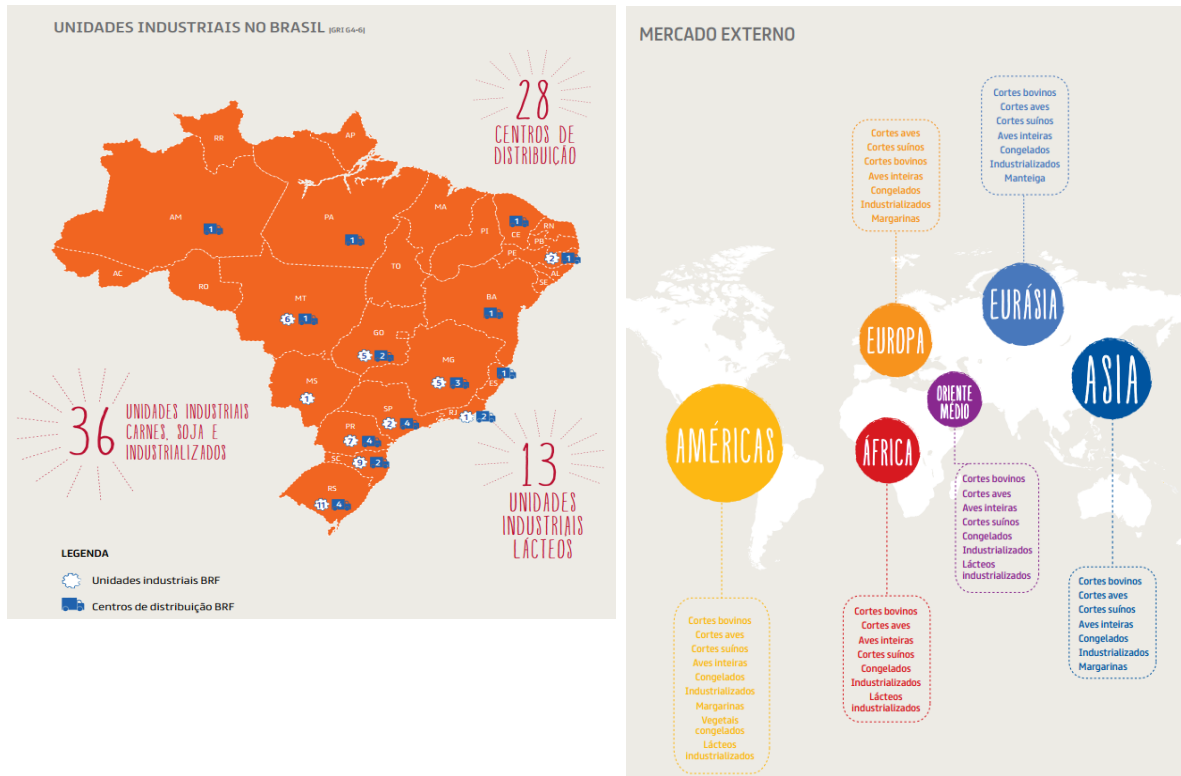 UNIDADES INDUSTRIAIS NO BRASIL [GRI G4-6]
28
CENTROS DE
DISTRIBUIÇÃO
RR
AP
AM
1
PA
1
MA
1
CE
RN
PI
PB
PE
2 1
AL
SE
AC
TO
RO
BA
1
MT
6 1
GO
5 2
MG
5 3
1
ES
MS
1
SP
2 4
RJ
1 2
PR
7 4
SC
9 2
RS
11 4
36
UNIDADES INDUSTRIAIS
CARNES, SOJA E
INDUSTRIALIZADOS
13
UNIDADES
INDUSTRIAIS
LÁCTEOS
LEGENDA
Unidades industriais BRF
Centros de distribuição BRF
MERCADO EXTERNO
Cortes bovinos
Cortes aves
Cortes suínos
Aves inteiras
Congelados
Industrializados
Manteiga
EURÁSIA
Cortes aves
Cortes suínos
Cortes bovinos
Aves inteiras
Congelados
Industrializados
Margarinas
EUROPA
ASIA
ORIENTE
MÉDIO
AMÉRICAS
ÁFRICA
Cortes bovinos
Cortes aves
Aves inteiras
Cortes suínos
Congelados
Industrializados
Lácteos
industrializados
Cortes bovinos
Cortes aves
Cortes suínos
Aves inteiras
Congelados
Industrializados
Margarinas
Cortes bovinos
Cortes aves
Aves inteiras
Cortes suínos
Congelados
Industrializados
Lácteos
industrializados
Cortes bovinos
Cortes aves
Cortes suínos
Aves inteiras
Congelados
Industrializados
Margarinas
Vegetais
congelados
Lácteos
Industrializados